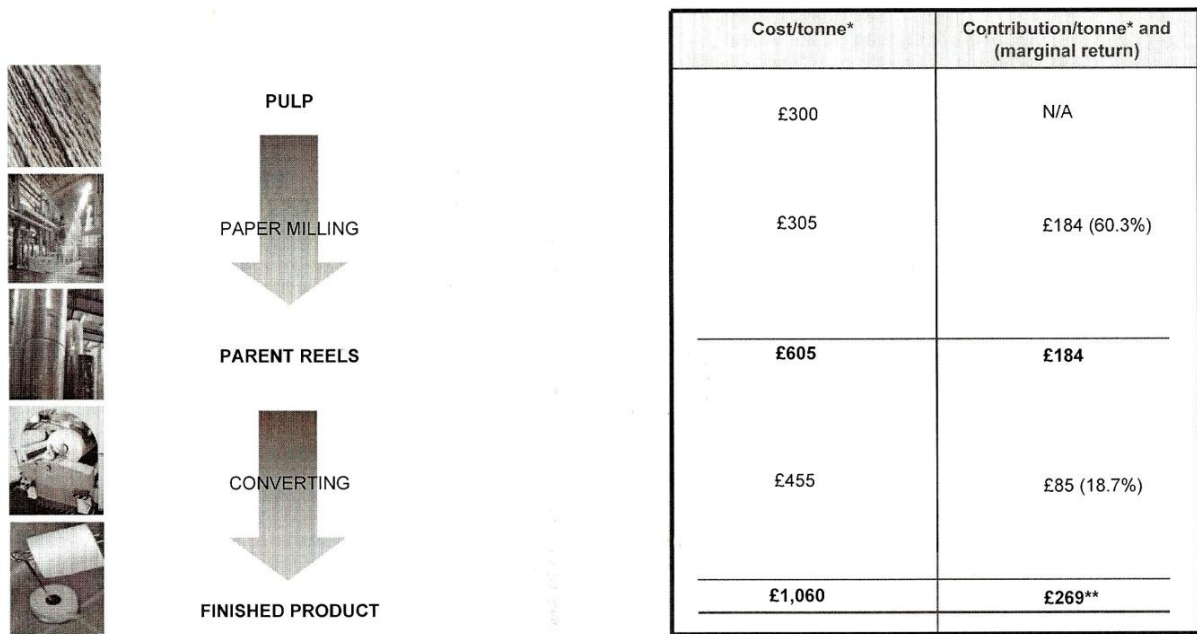 Cost/tonne*
Contribution/tonne* and
(marginal return)
PULP
£300
N/A
PAPER MILLING
£305
£184 (60.3%)
PARENT REELS
£605
£184
CONVERTING
£455
£85 (18.7%)
FINISHED PRODUCT
£1,060
£269**